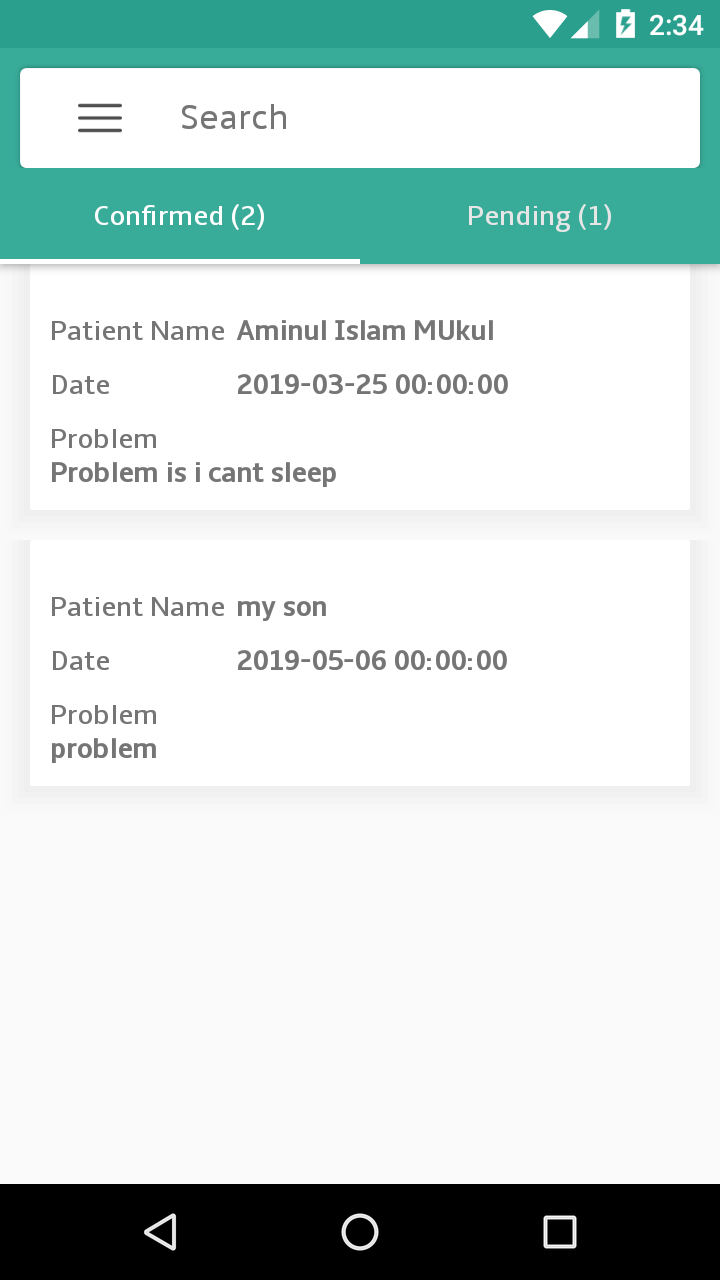 2:34
Search
Confirmed (2) Pending (1)
Patient Name Aminul Islam MUkul
Date 2019-03-25 00:00:00
Problem
Problem is i cant sleep
Patient Name my son
Date 2019-05-06 00:00:00
Problem
problem